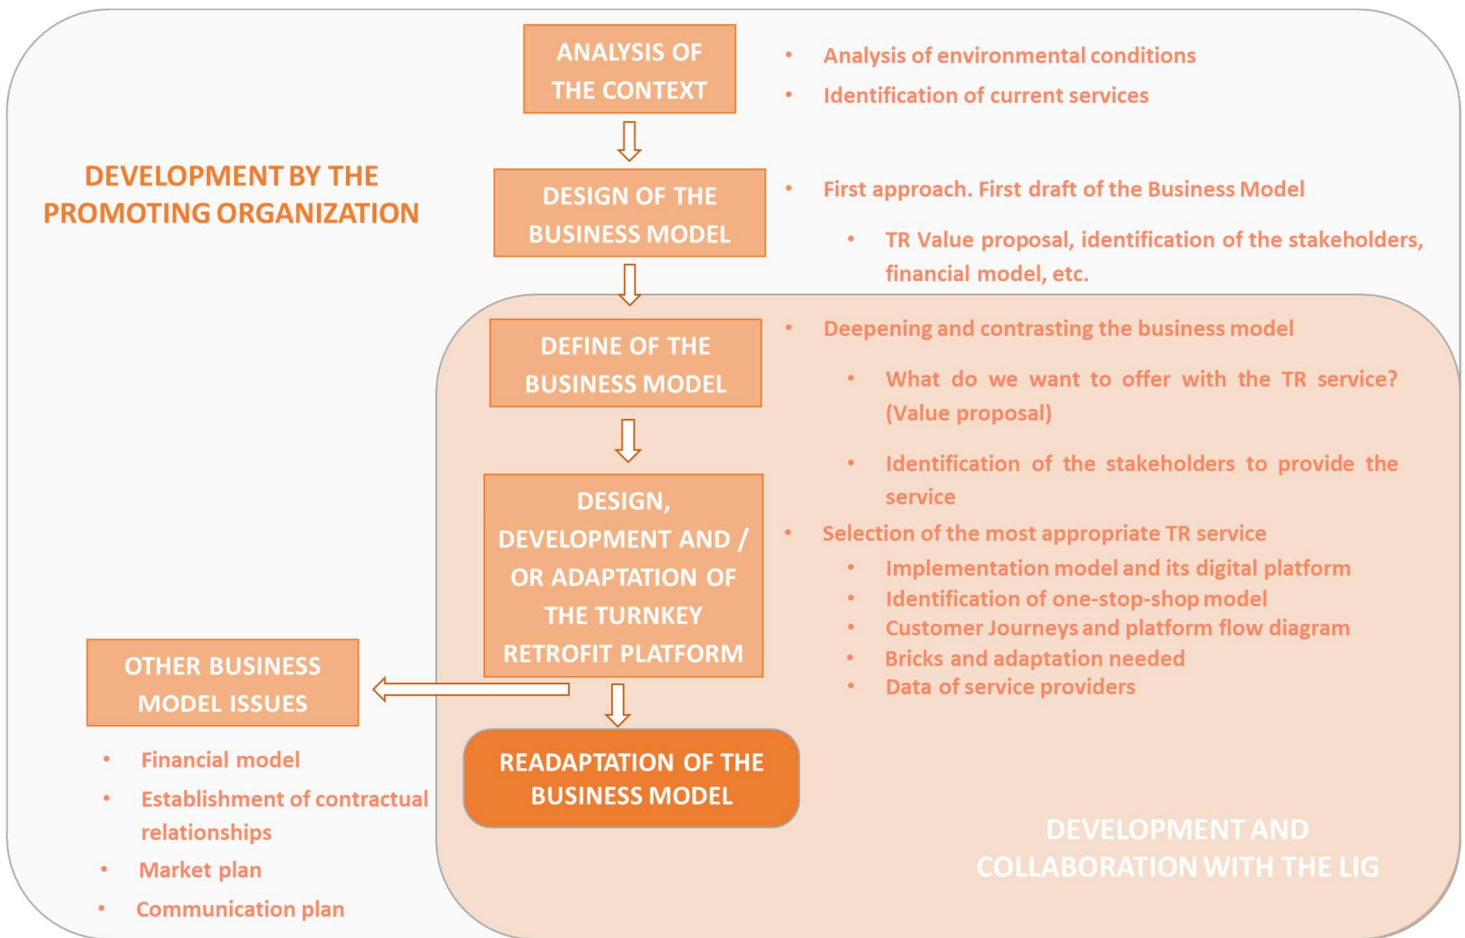 ANALYSIS OF
THE CONTEXT
• Analysis of environmental conditions
• Identification of current services
DEVELOPMENT BY THE
PROMOTING ORGANIZATION
DESIGN OF THE
BUSINESS MODEL
• First approach. First draft of the Business Model
• TR Value proposal, identification of the stakeholders,
financial model, etc.
DEFINE OF THE
BUSINESS MODEL
• Deepening and contrasting the business model
• What do we want to offer with the TR service?
(Value proposal)
• Identification of the stakeholders to provide the
service
DESIGN,
DEVELOPMENT AND /
OR ADAPTATION OF
THE TURNKEY
RETROFIT PLATFORM
• Selection of the most appropriate TR service
• Implementation model and its digital platform
• Identification of one-stop-shop model
• Customer Journeys and platform flow diagram
• Bricks and adaptation needed
• Data of service providers
OTHER BUSINESS
MODEL ISSUES
• Financial model
• Establishment of contractual
relationships
• Market plan
• Communication plan
READAPTATION OF THE
BUSINESS MODEL
DEVELOPMENT AND
COLLABORATION WITH THE LIG